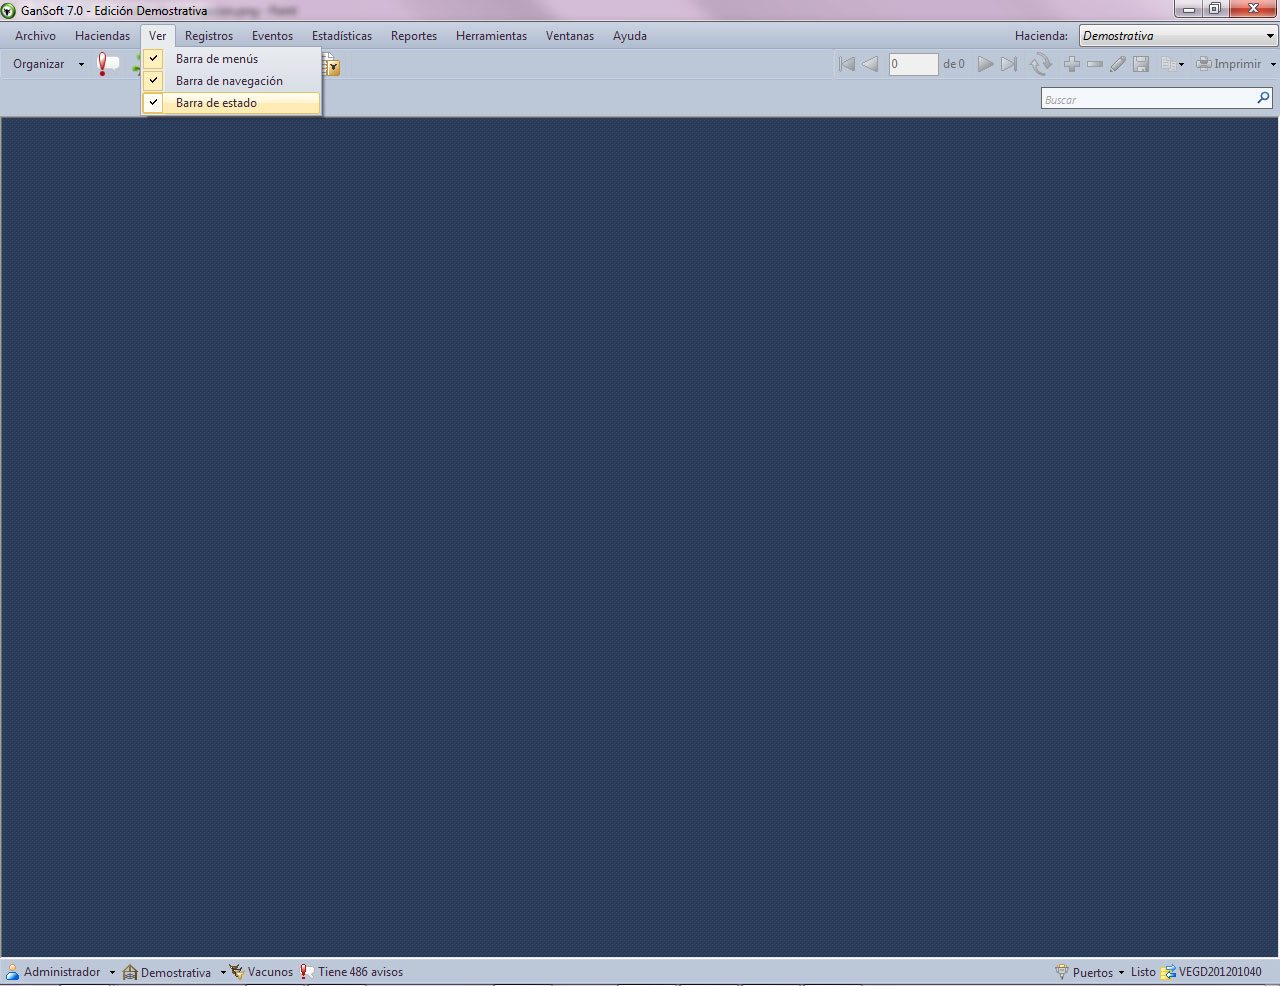 GanSoft 7.0 - Edición Demostrativa
Archivo Haciendas Ver Registros Eventos Estadísticas Reportes Herramientas Ventanas Ayuda Hacienda: Demostrativa
Organizar 0 de 0 Imprimir
Barra de menús
Barra de navegación
Barra de estado
Buscar
Administrador Demostrativa Vacunos Tiene 486 avisos Puertos Listo VEGD201201040